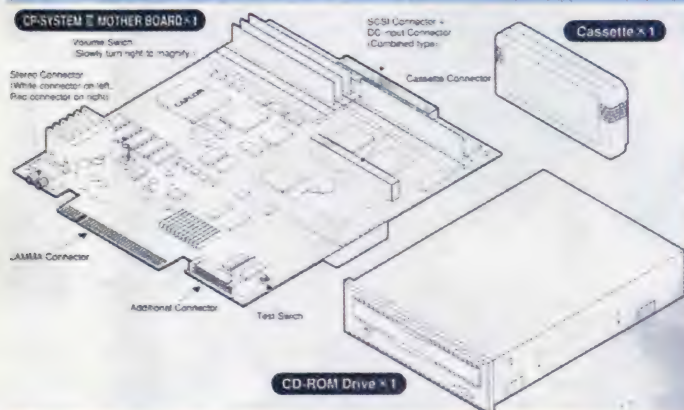 CP-SYSTEM III MOTHER BOARD × 1
Volume Swich
(Slowly turn right to magnify.)
Stereo Connector
(White connector on left,
Red connector on right)
SCSI Connector +
DC Input Connector
(Combined type)
Cassette Connector
Cassette × 1
CAPCOM
JAMMA Connector
Additional Connector
Test Swich
CD-ROM Drive × 1